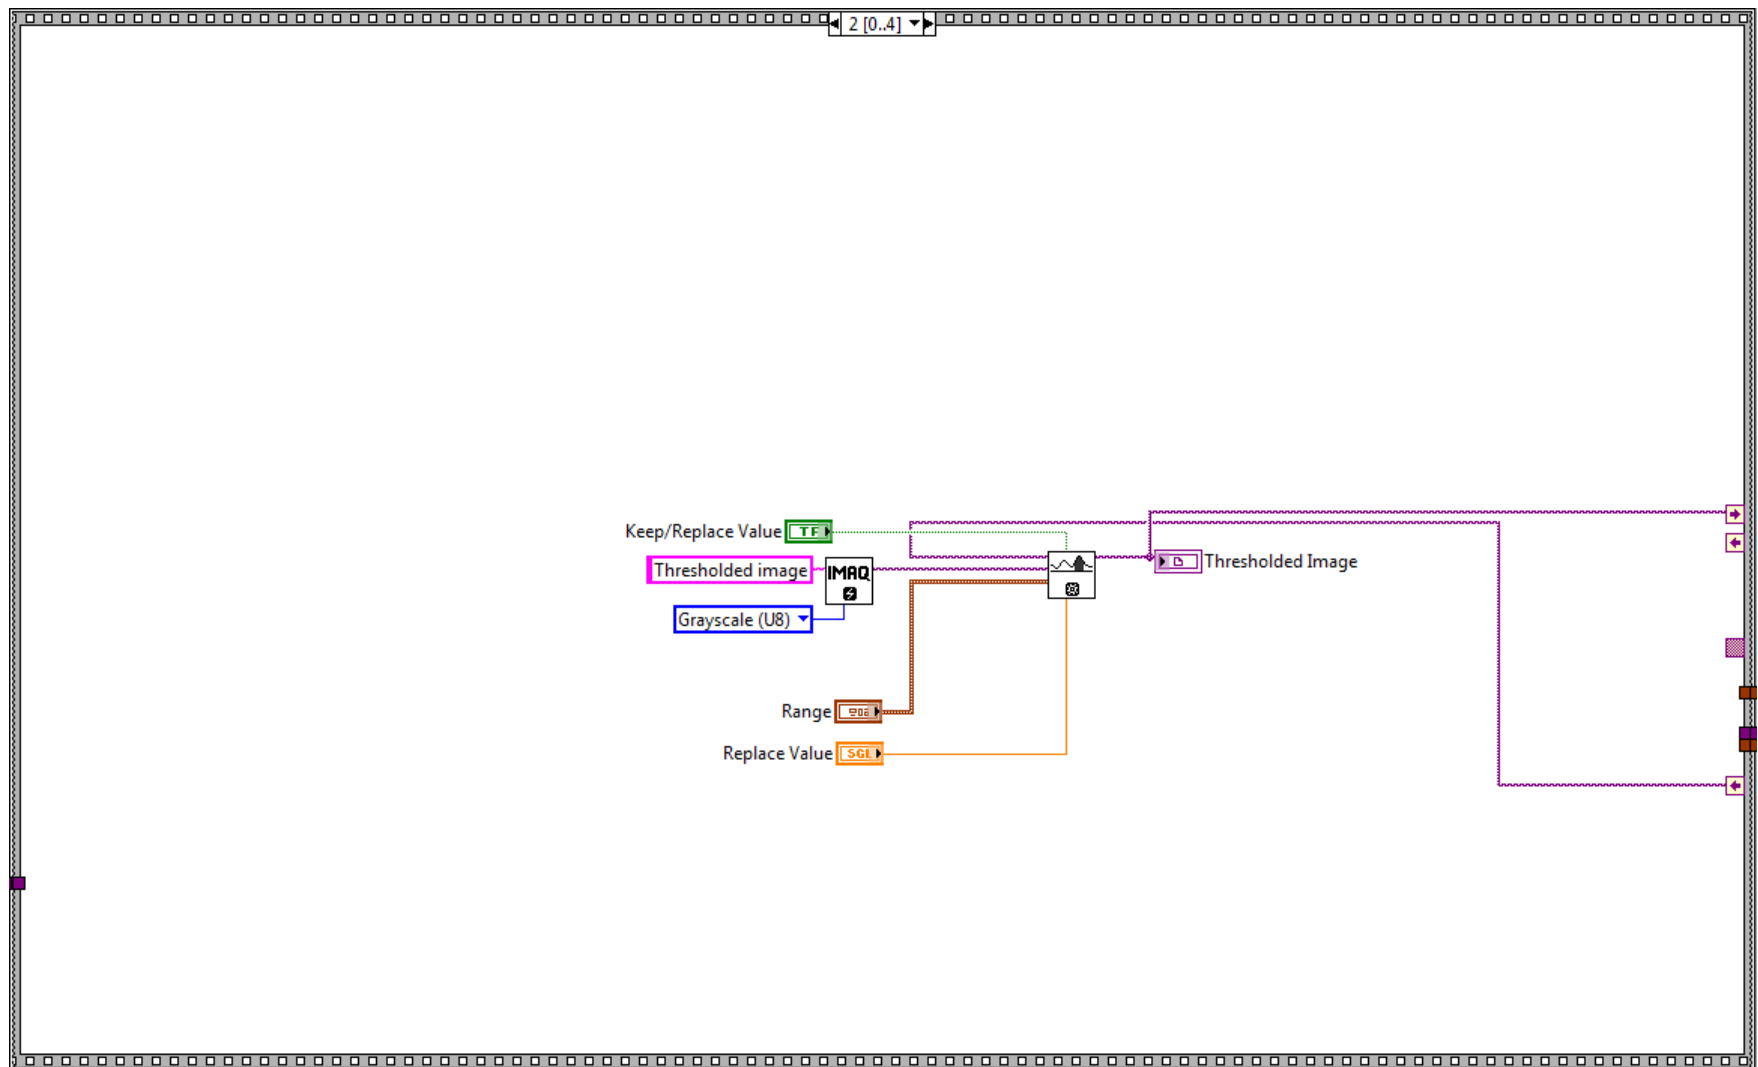 2 [0..4]
Keep/Replace Value
TF
Thresholded image
IMAQ
Grayscale (U8)
Thresholded Image
Range
Replace Value
SGL